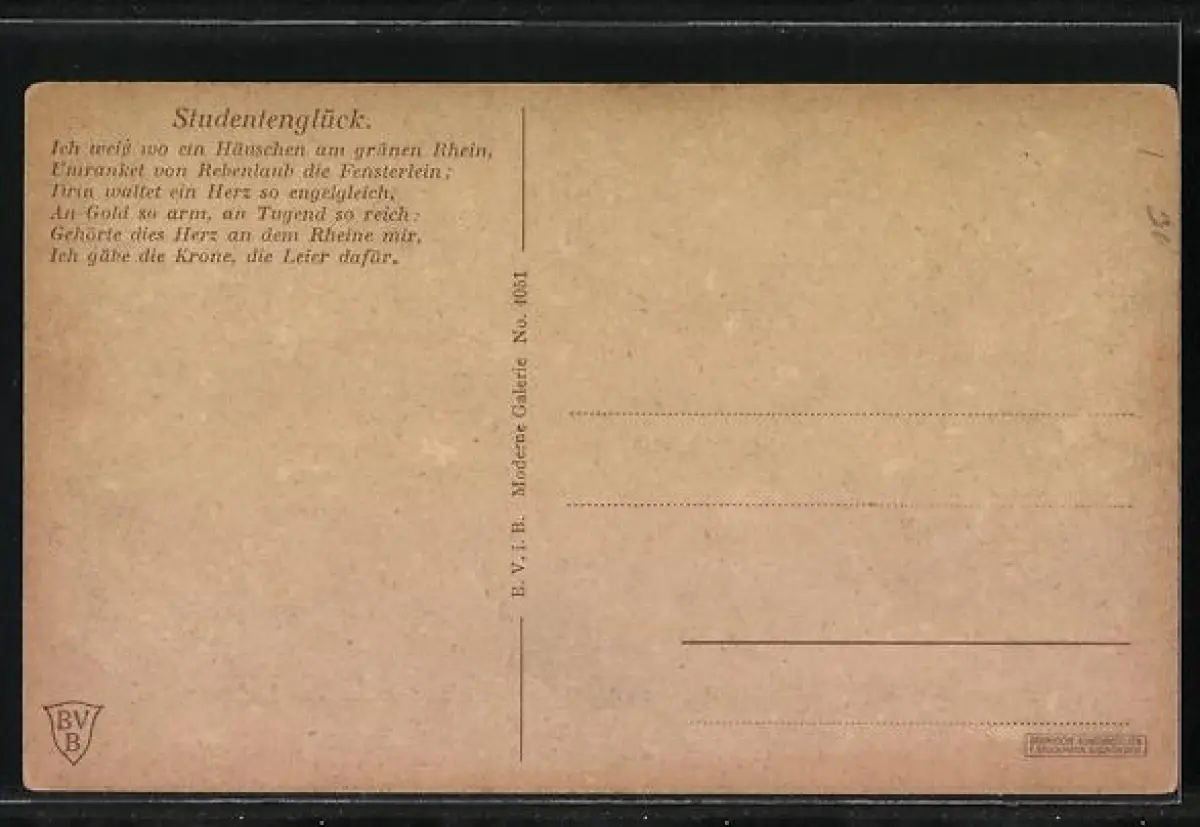 Studentenglück.
Ich weiß wo ein Häuschen am grünen Rhein,
Umranket von Rebenlaub die Fensterlein;
Drin waltet ein Herz so engelgleich,
An Gold so arm, an Tugend so reich:
Gehörte dies Herz an dem Rheine mir,
Ich gäbe die Krone, die Leier dafür.
E. V. i. B. Moderne Galerie No. 4051
BV
B
30